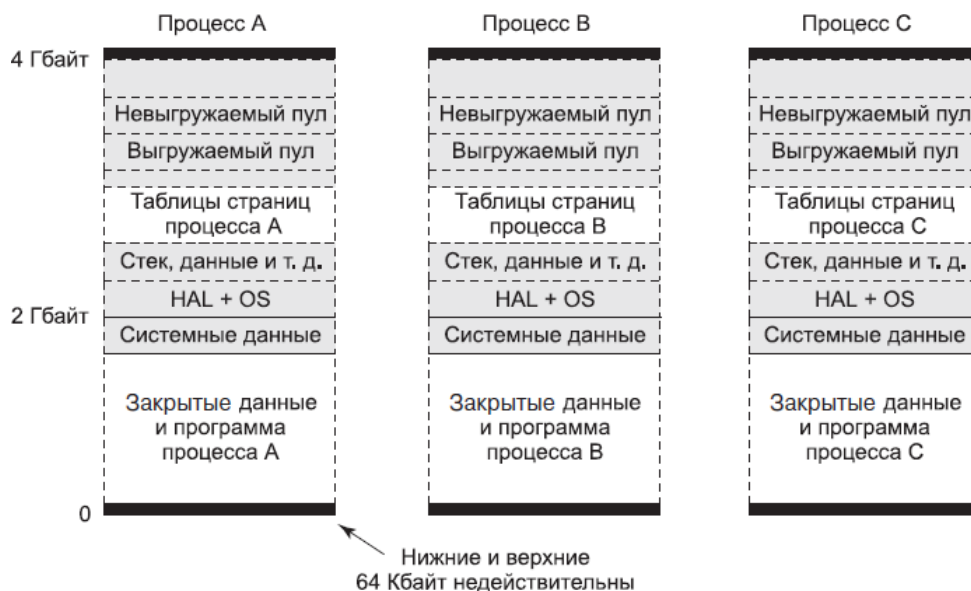 Процесс A
Процесс B
Процесс C
4 Гбайт
Невыгружаемый пул
Невыгружаемый пул
Невыгружаемый пул
Выгружаемый пул
Выгружаемый пул
Выгружаемый пул
Таблицы страниц
процесса A
Таблицы страниц
процесса B
Таблицы страниц
процесса C
Стек, данные и т. д.
Стек, данные и т. д.
Стек, данные и т. д.
HAL + OS
HAL + OS
HAL + OS
2 Гбайт
Системные данные
Системные данные
Системные данные
Закрытые данные
и программа
процесса A
Закрытые данные
и программа
процесса B
Закрытые данные
и программа
процесса C
0
Нижние и верхние
64 Кбайт недействительны